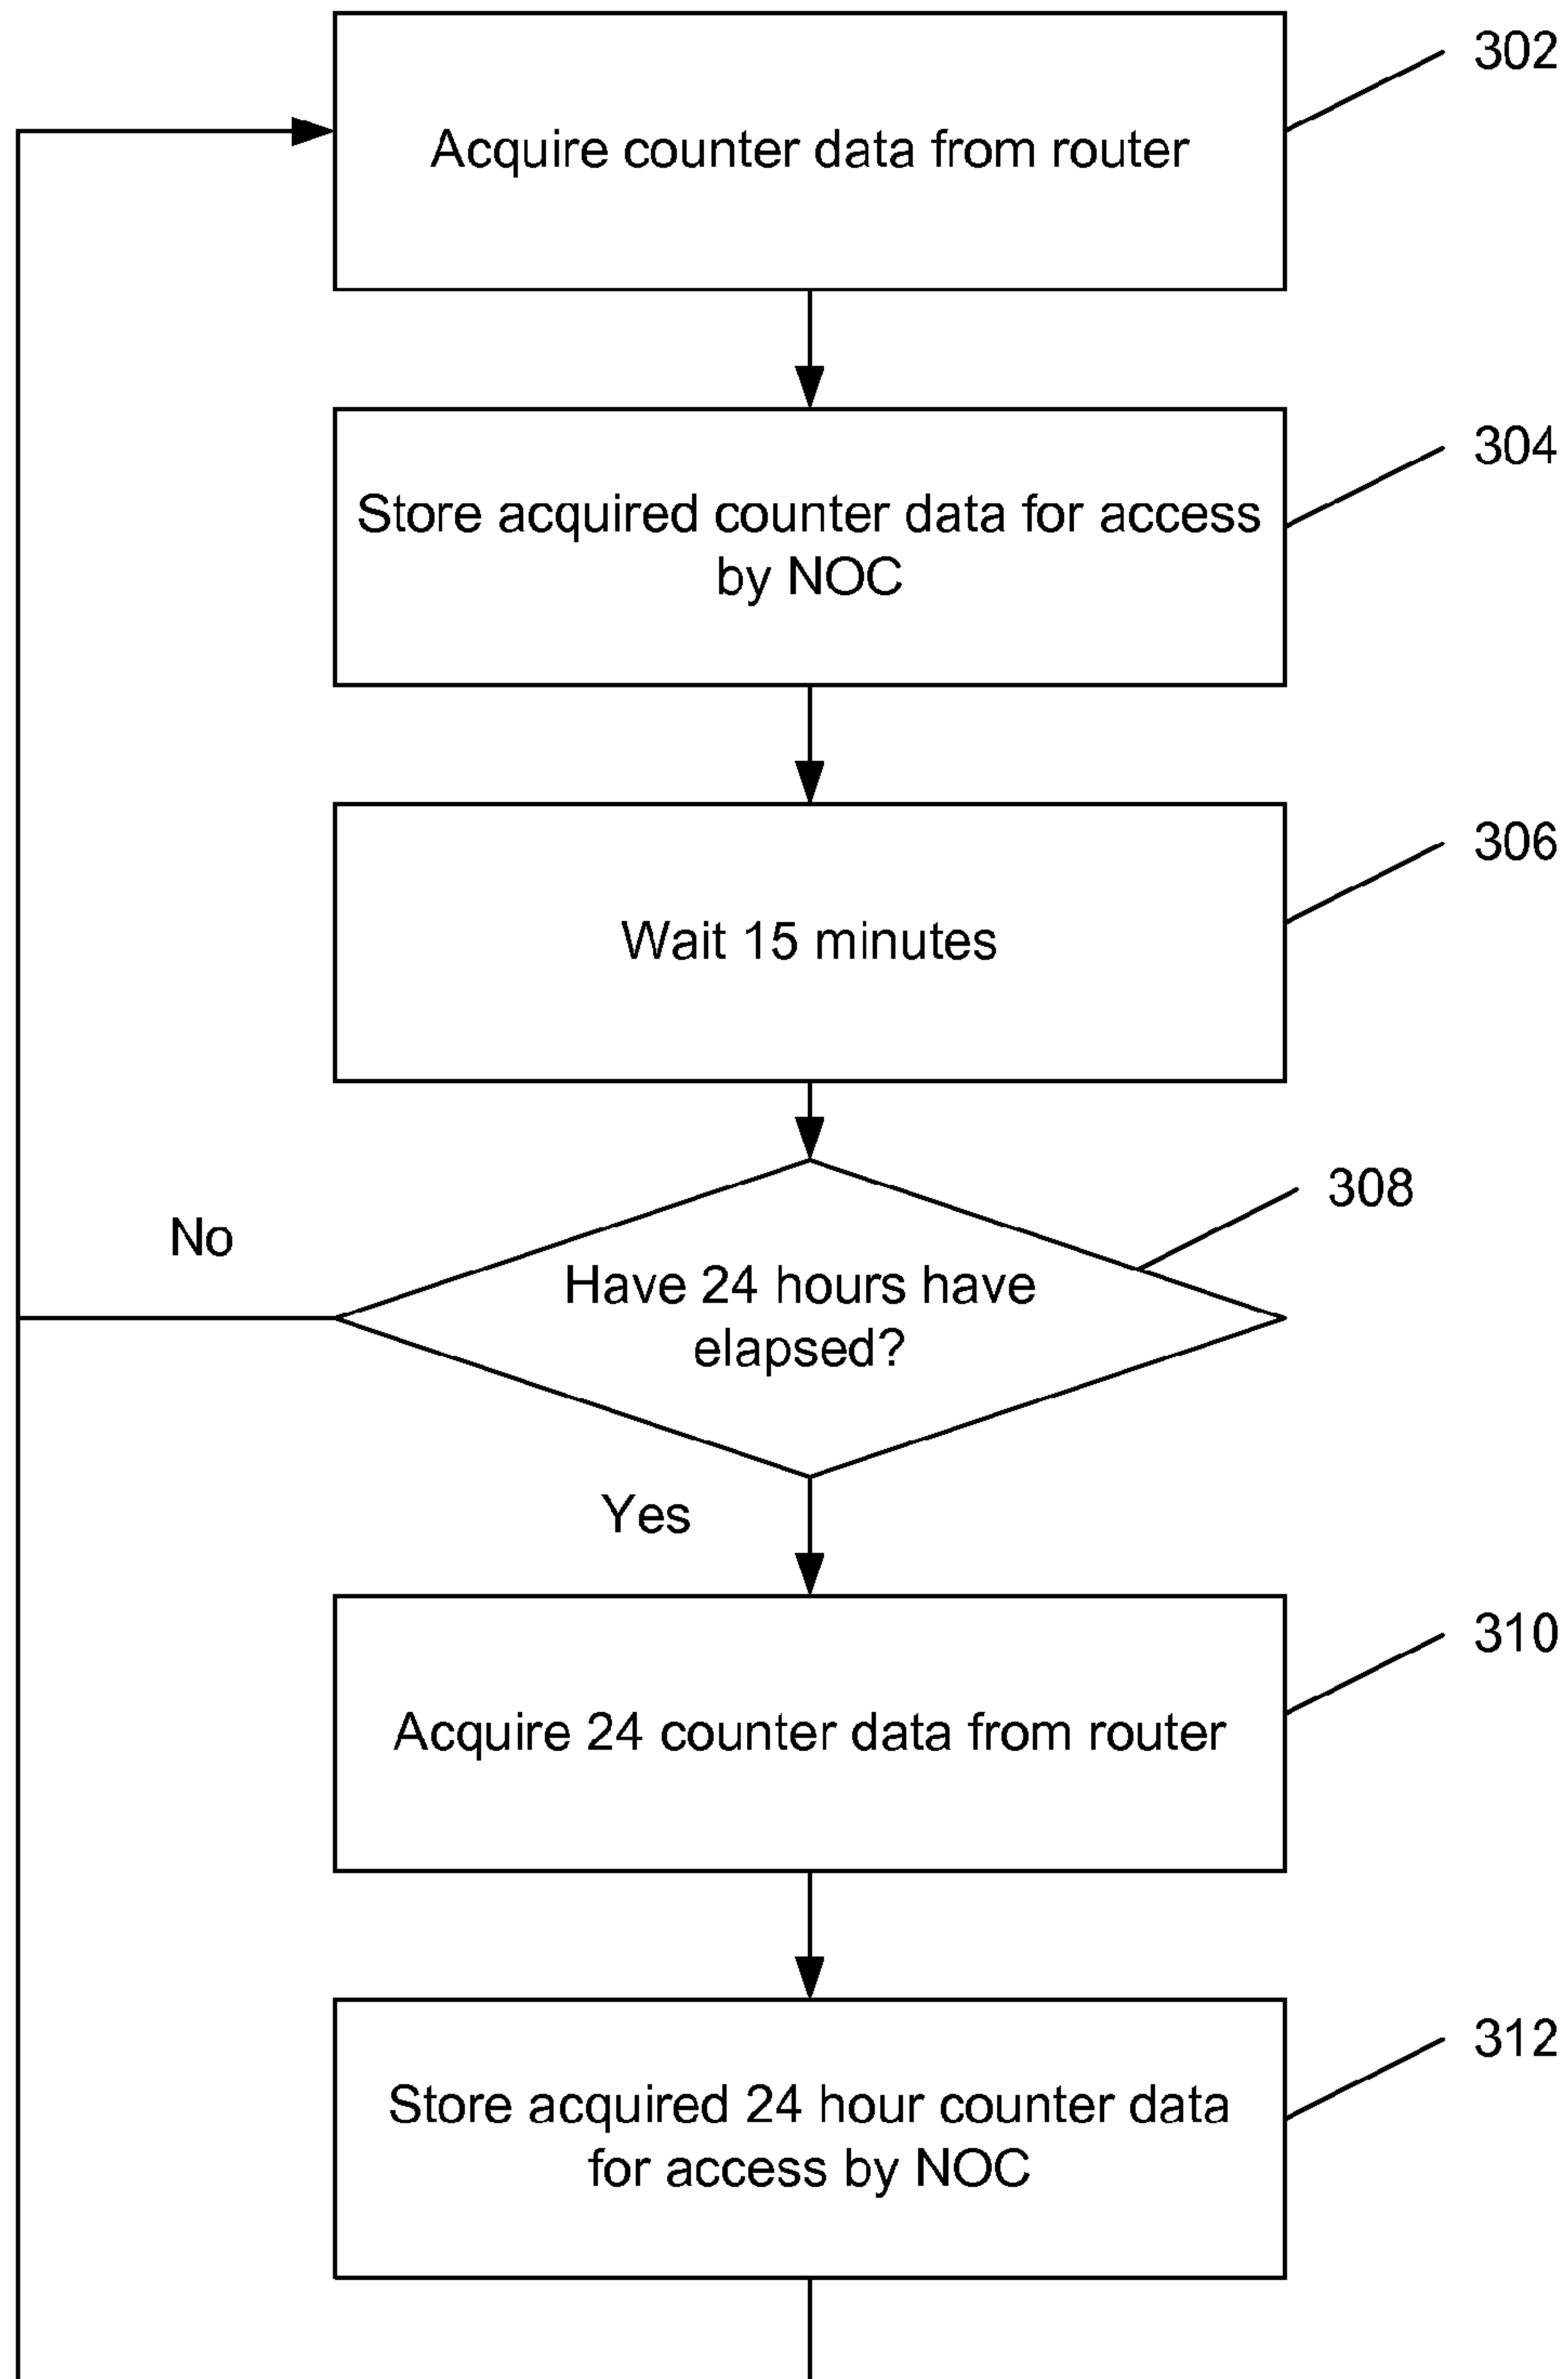 302
Acquire counter data from router
304
Store acquired counter data for access
by NOC
306
Wait 15 minutes
308
No
Have 24 hours have
elapsed?
Yes
310
Acquire 24 counter data from router
312
Store acquired 24 hour counter data
for access by NOC